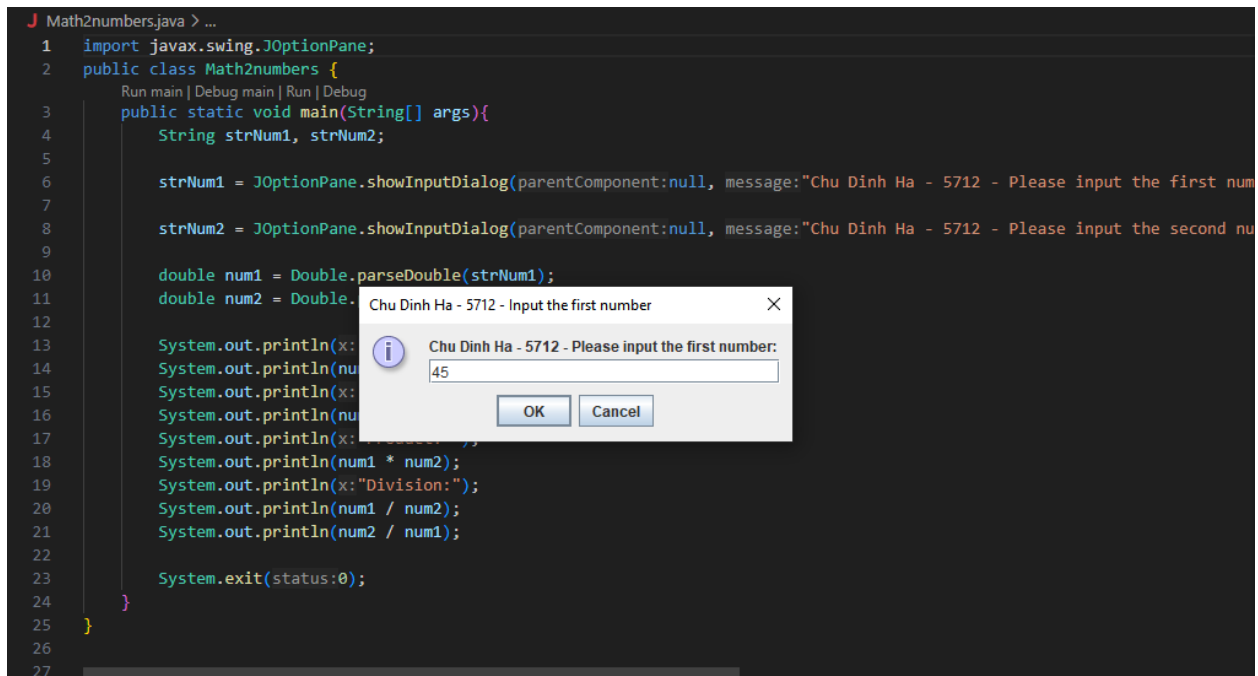 J Math2numbers.java > ...
1 import javax.swing.JOptionPane;
2 public class Math2numbers {
Run main | Debug main | Run | Debug
3 public static void main(String[] args){
4 String strNum1, strNum2;
5
6 strNum1 = JOptionPane.showInputDialog(parentComponent:null, message:"Chu Dinh Ha - 5712 - Please input the first num
7
8 strNum2 = JOptionPane.showInputDialog(parentComponent:null, message:"Chu Dinh Ha - 5712 - Please input the second nu
9
10 double num1 = Double.parseDouble(strNum1);
11 double num2 = Double.
Chu Dinh Ha - 5712 - Input the first number
12
13 System.out.println(x:
Chu Dinh Ha - 5712 - Please input the first number:
14 System.out.println(nu
45
15 System.out.println(x:
16 System.out.println(nu
OK Cancel
17 System.out.println(x:
18 System.out.println(num1 * num2);
19 System.out.println(x:"Division:");
20 System.out.println(num1 / num2);
21 System.out.println(num2 / num1);
22
23 System.exit(status:0);
24 }
25 }
26
27